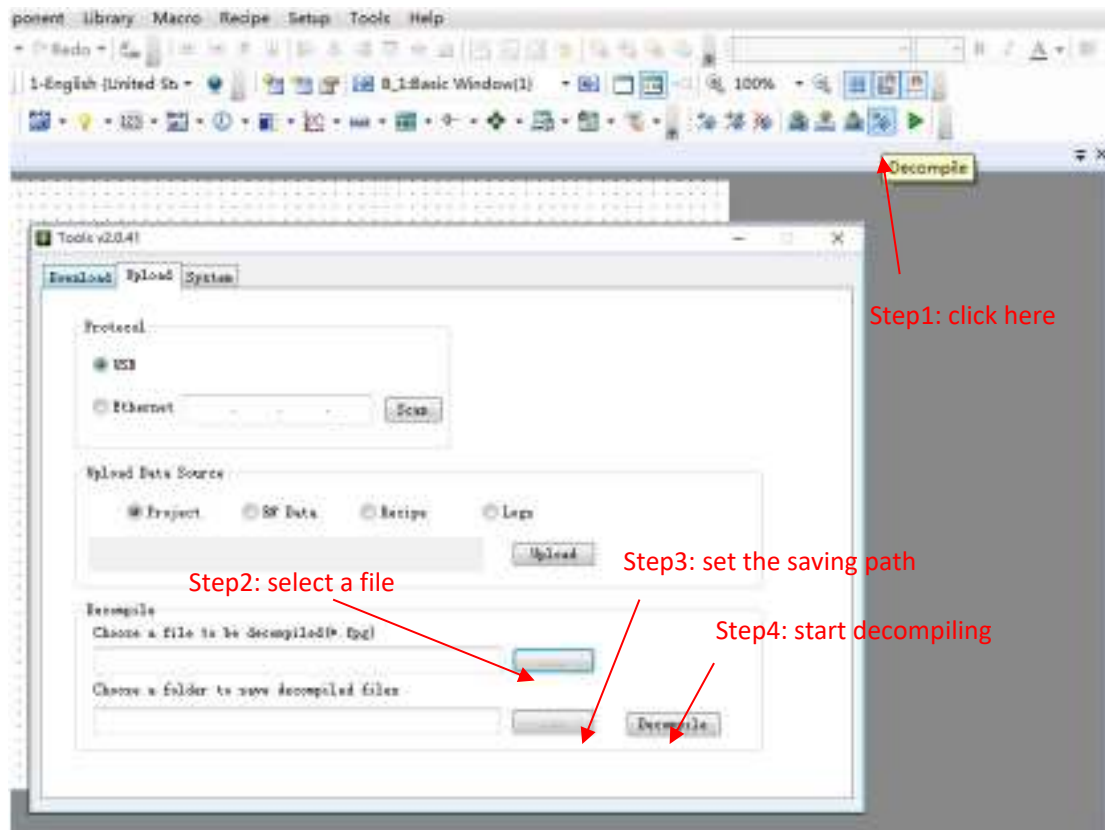 ponent Library Macro Recipe Setup Tools Help
Redo
1-English (United St
0_1:Basic Window(1)
100%
Decompile
Tools v2.0.41
Download Upload System
Step1: click here
Protocol
USB
Ethernet . . . Scan
Upload Data Source
Project RW Data Recipe Logs
Upload
Step3: set the saving path
Step2: select a file
Decompile
Choose a file to be decompiled(*.fpg)
Step4: start decompiling
Choose a folder to save decompiled files
Decompile